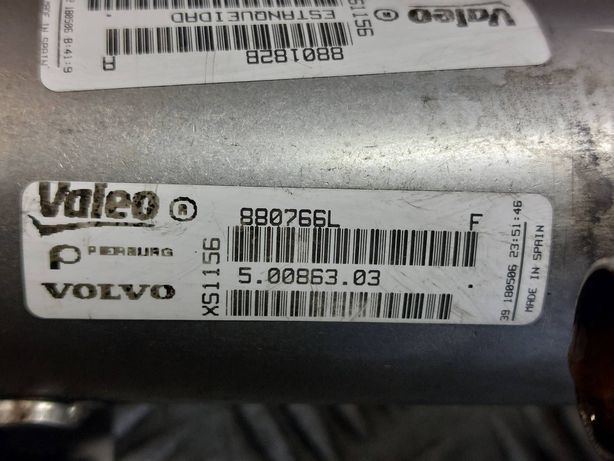 Valeo ® 880766L F
PIERBURG
VOLVO
XS1156
5.00863.03
39 180506 23:51:46
MADE IN SPAIN
Valeo ®
ESTANQUEIDAD
880182B A